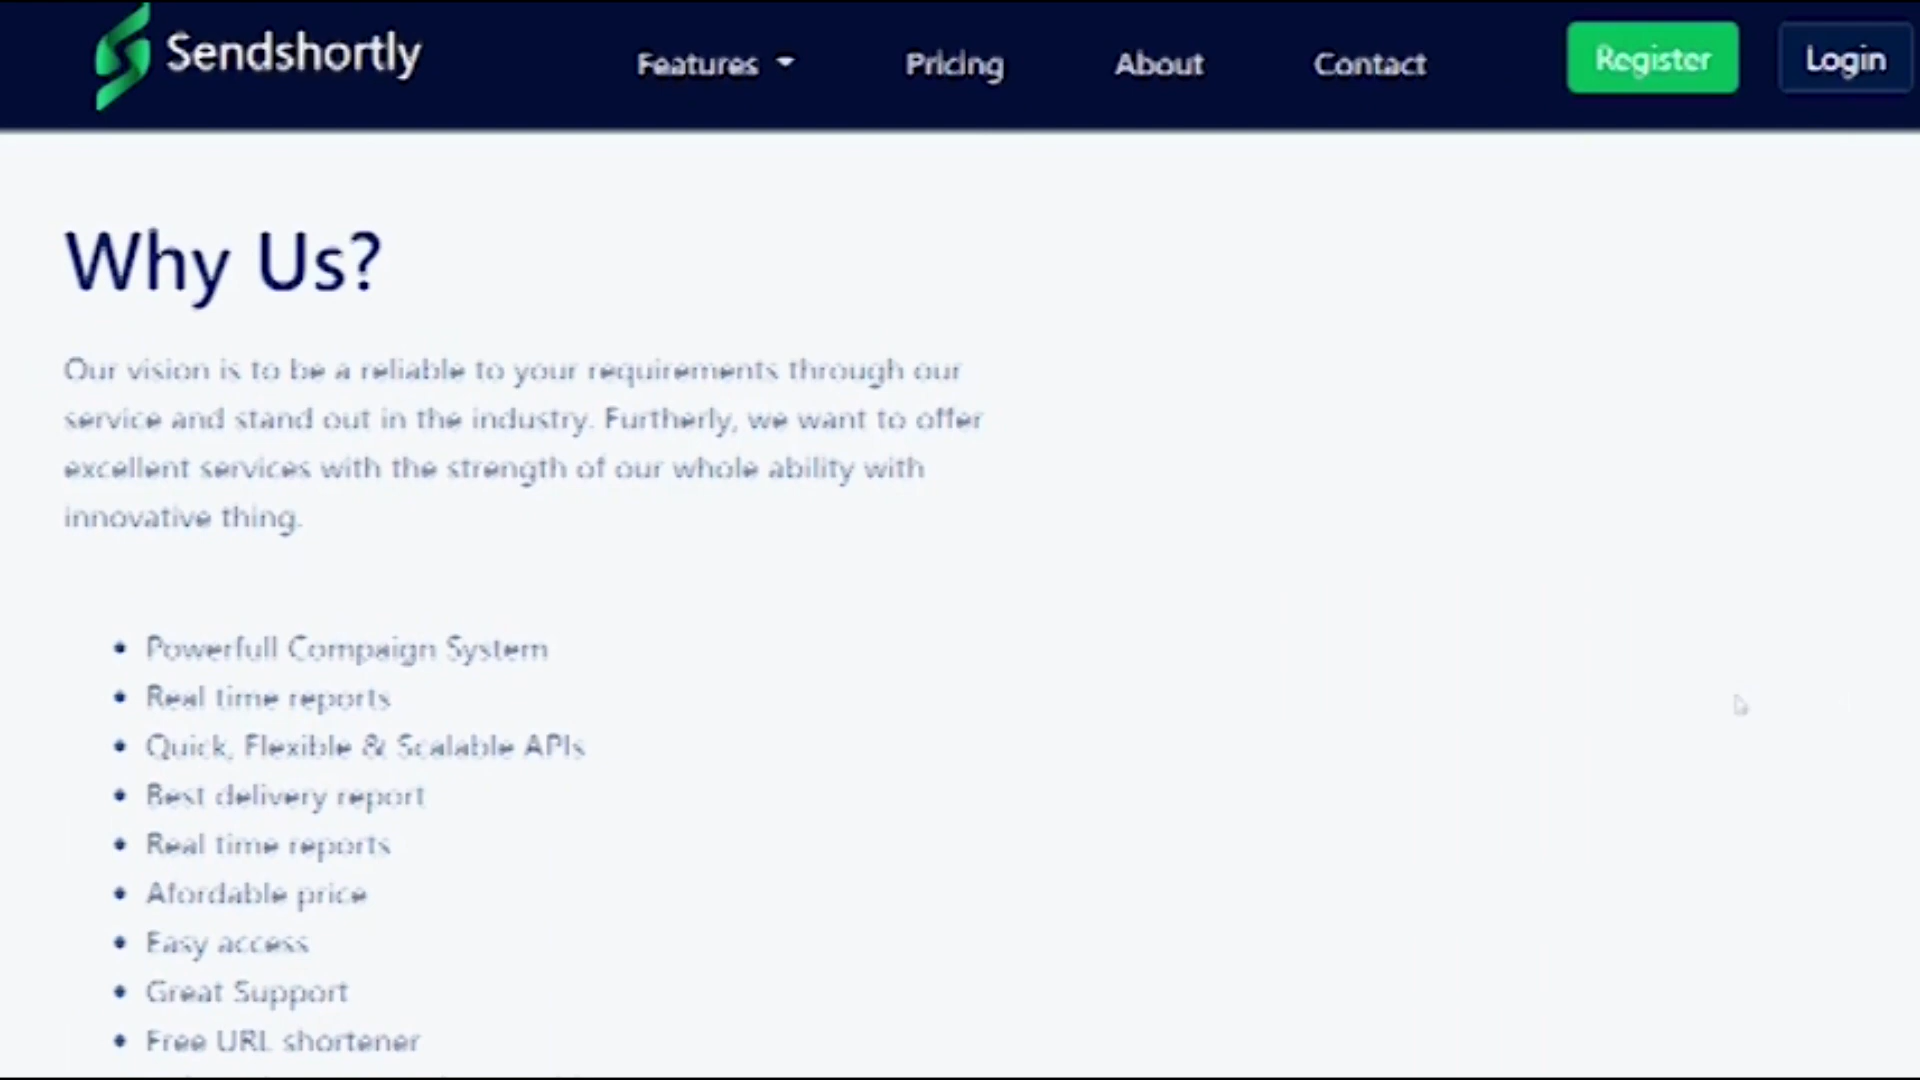 Sendshortly
Features
Pricing
About
Contact
Register
Login
Why Us?
Our vision is to be a reliable to your requirements through our
service and stand out in the industry. Furtherly, we want to offer
excellent services with the strength of our whole ability with
innovative thing.
Powerfull Compaign System
Real time reports
Quick, Flexible & Scalable APIs
Best delivery report
Real time reports
Afordable price
Easy access
Great Support
Free URL shortener